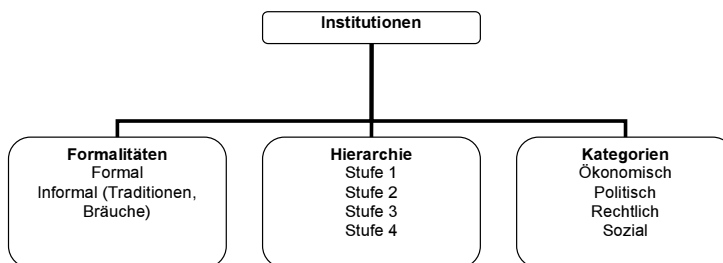 Institutionen
Formalitäten
Formal
Informal (Traditionen,
Bräuche)
Hierarchie
Stufe 1
Stufe 2
Stufe 3
Stufe 4
Kategorien
Ökonomisch
Politisch
Rechtlich
Sozial